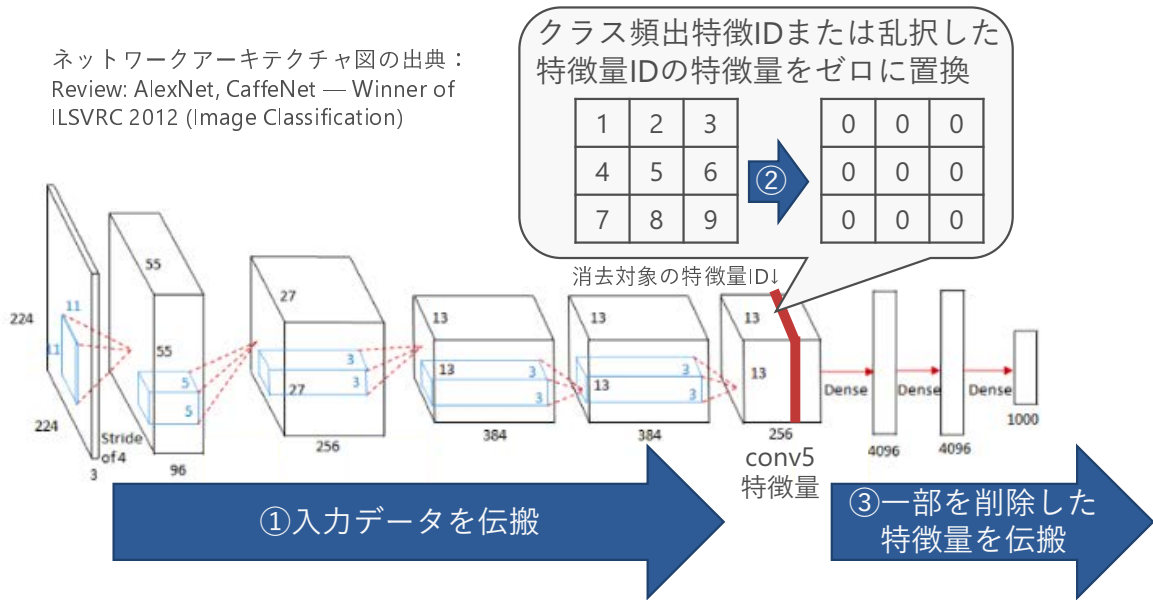 ネットワークアーキテクチャ図の出典：
Review: AlexNet, CaffeNet — Winner of
ILSVRC 2012 (Image Classification)
クラス頻出特徴IDまたは乱択した
特徴量IDの特徴量をゼロに置換
1 2 3
4 5 6
7 8 9
②
0 0 0
0 0 0
0 0 0
消去対象の特徴量ID↓
224
11
11
224
3
Stride
of 4
55
55
5
5
96
27
27
3
3
256
13
13
3
3
384
13
13
3
3
384
13
13
256
conv5
特徴量
Dense
4096
Dense
4096
Dense
1000
①入力データを伝搬
③一部を削除した
特徴量を伝搬